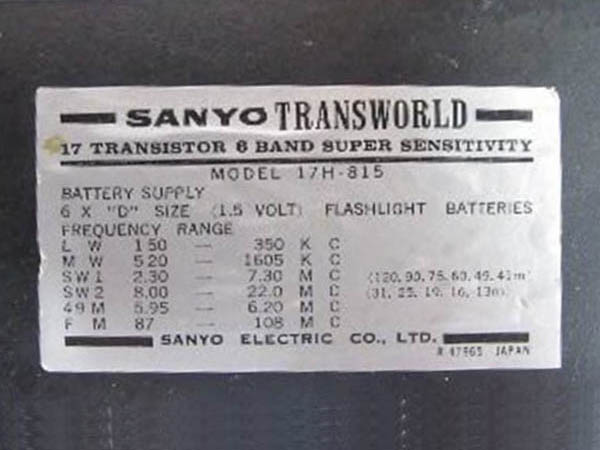 SANYO TRANSWORLD
17 TRANSISTOR 6 BAND SUPER SENSITIVITY
MODEL 17H-815
BATTERY SUPPLY
6 X "D" SIZE (1.5 VOLT) FLASHLIGHT BATTERIES
FREQUENCY RANGE
L W 150 — 350 K C
M W 520 — 1605 K C
SW1 2.30 — 7.30 M C (120, 90, 75, 60, 49, 41m)
SW2 8.00 — 22.0 M C (31, 25, 19, 16, 13m)
49 M 5.95 — 6.20 M C
F M 87 — 108 M C
SANYO ELECTRIC CO., LTD.
R 47965 JAPAN